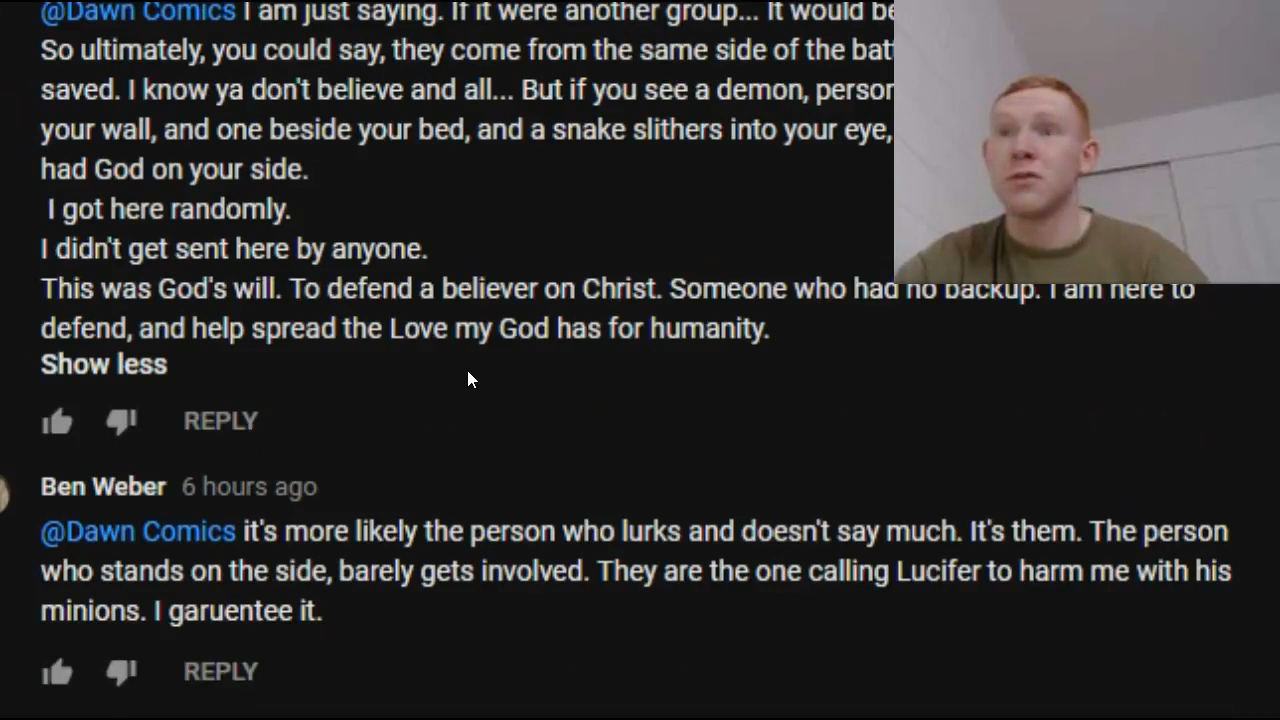 @Dawn Comics I am just saying. If it were another group... It would be
So ultimately, you could say, they come from the same side of the
saved. I know ya don't believe and all... But if you see a demon,
your wall, and one beside your bed, and a snake slithers into your eye,
had God on your side.
I got here randomly.
I didn't get sent here by anyone.
This was God's will. To defend a believer on Christ. Someone who had no backup. I am here to
defend, and help spread the Love my God has for humanity.
Show less
REPLY
Ben Weber 6 hours ago
@Dawn Comics it's more likely the person who lurks and doesn't say much. It's them. The person
who stands on the side, barely gets involved. They are the one calling Lucifer to harm me with his
minions. I garuentee it.
REPLY